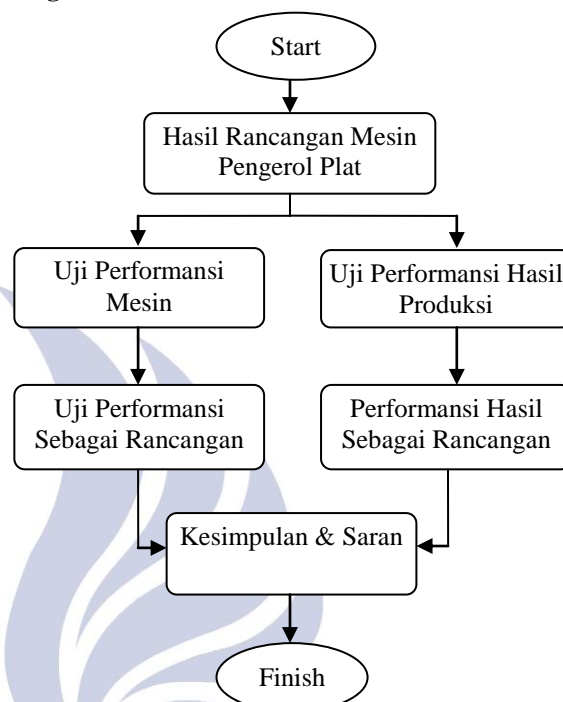 Start
Hasil Rancangan Mesin
Pengerol Plat
Uji Performansi
Mesin
Uji Performansi Hasil
Produksi
Uji Performansi
Sebagai Rancangan
Performansi Hasil
Sebagai Rancangan
Kesimpulan & Saran
Finish